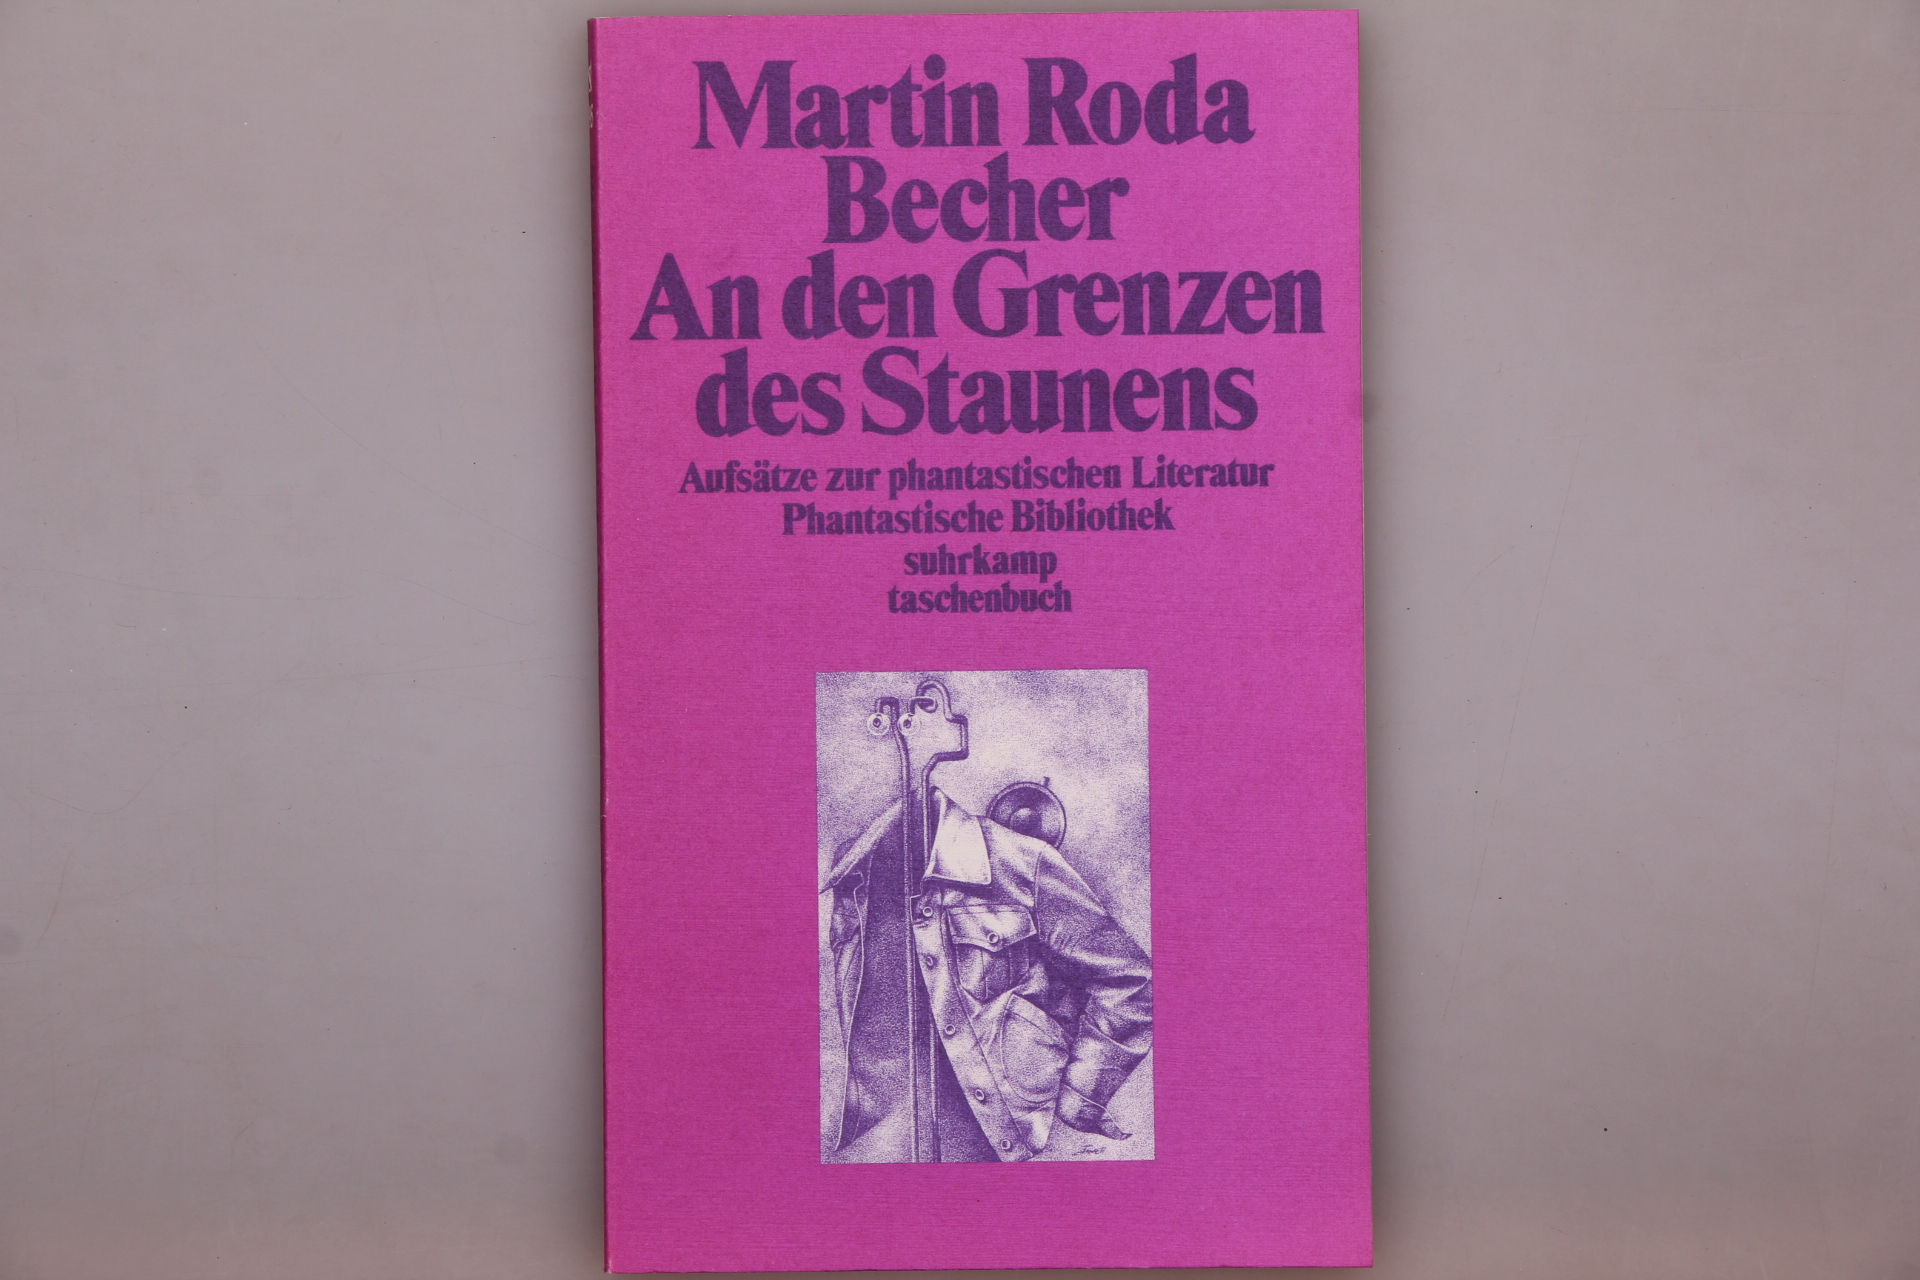 Martin Roda
Becher
An den Grenzen
des Staunens
Aufsätze zur phantastischen Literatur
Phantastische Bibliothek
suhrkamp
taschenbuch